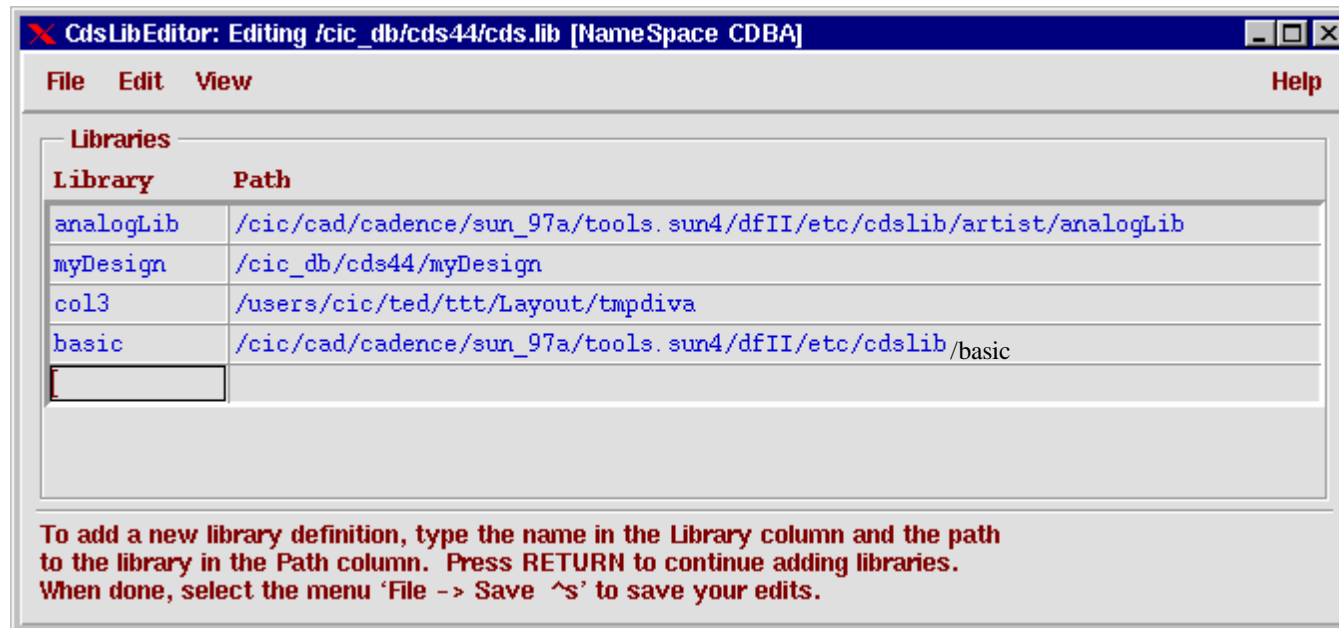 CdsLibEditor: Editing /cic_db/cds44/cds.lib [NameSpace CDBA]
File Edit View Help
Libraries
Library Path
analogLib /cic/cad/cadence/sun_97a/tools.sun4/dfII/etc/cdslib/artist/analogLib
myDesign /cic_db/cds44/myDesign
col3 /users/cic/ted/ttt/Layout/tmpdiva
basic /cic/cad/cadence/sun_97a/tools.sun4/dfII/etc/cdslib/basic
To add a new library definition, type the name in the Library column and the path
to the library in the Path column. Press RETURN to continue adding libraries.
When done, select the menu ‘File -> Save ^s’ to save your edits.